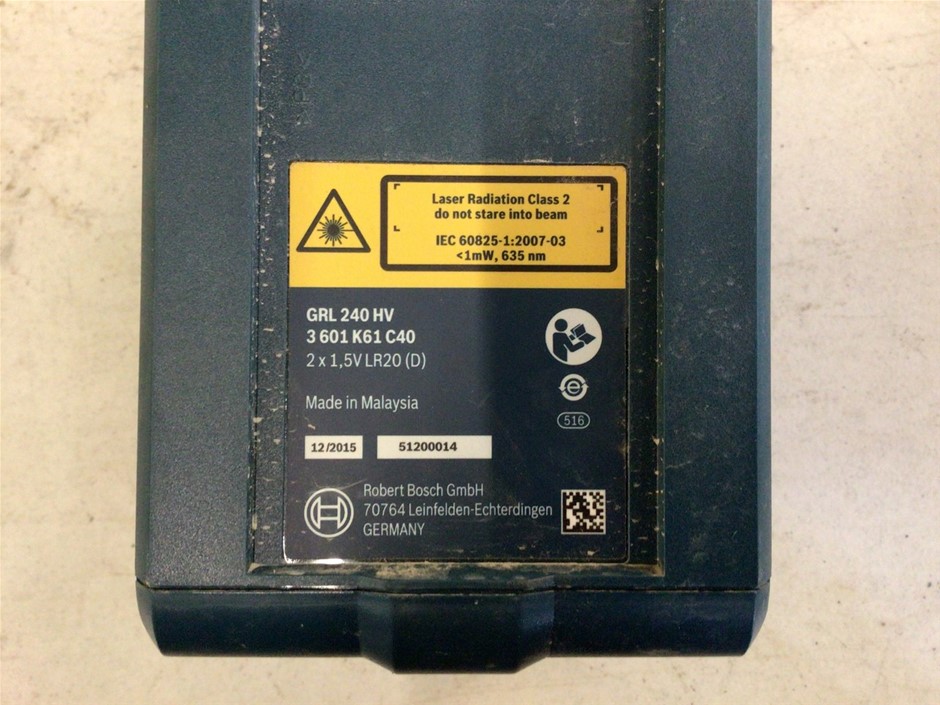 Laser Radiation Class 2
do not stare into beam
IEC 60825-1:2007-03
<1mW, 635 nm
GRL 240 HV
3 601 K61 C40
2 x 1,5V LR20 (D)
Made in Malaysia
516
12/2015 51200014
Robert Bosch GmbH
70764 Leinfelden-Echterdingen
GERMANY